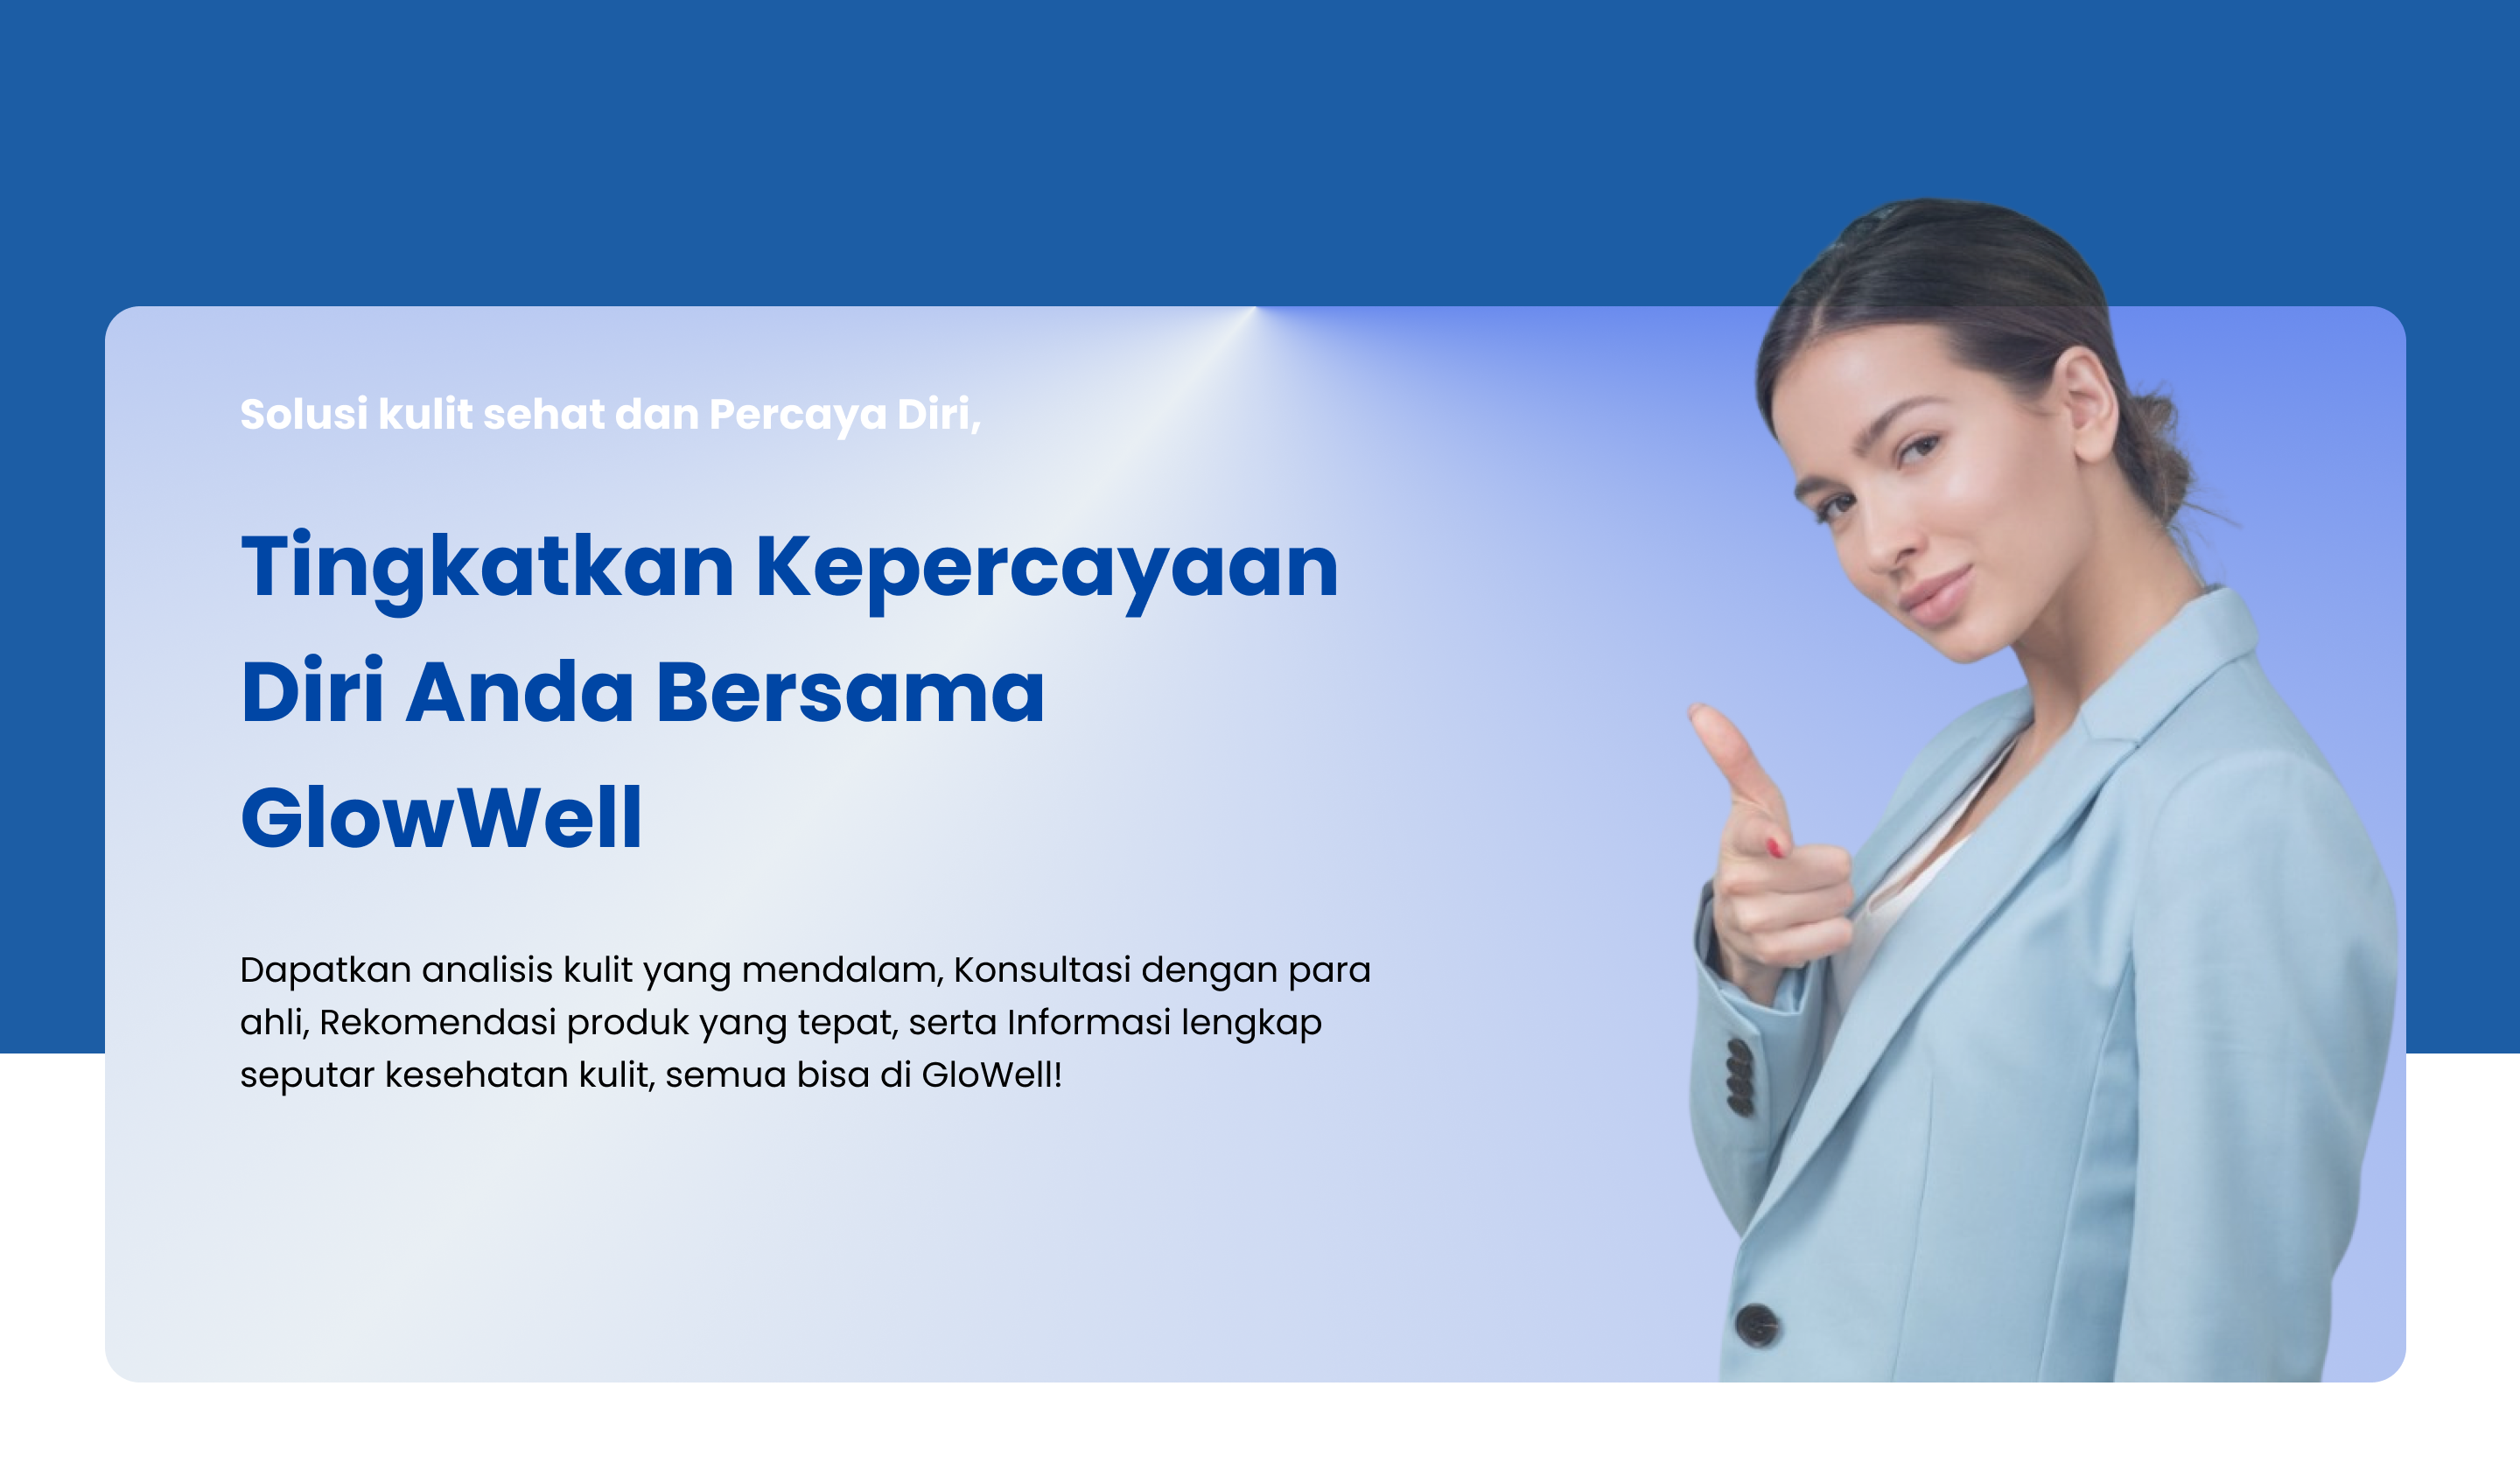 Solusi kulit sehat dan Percaya Diri,
Tingkatkan Kepercayaan
Diri Anda Bersama
GlowWell
Dapatkan analisis kulit yang mendalam, Konsultasi dengan para
ahli, Rekomendasi produk yang tepat, serta Informasi lengkap
seputar kesehatan kulit, semua bisa di GloWell!